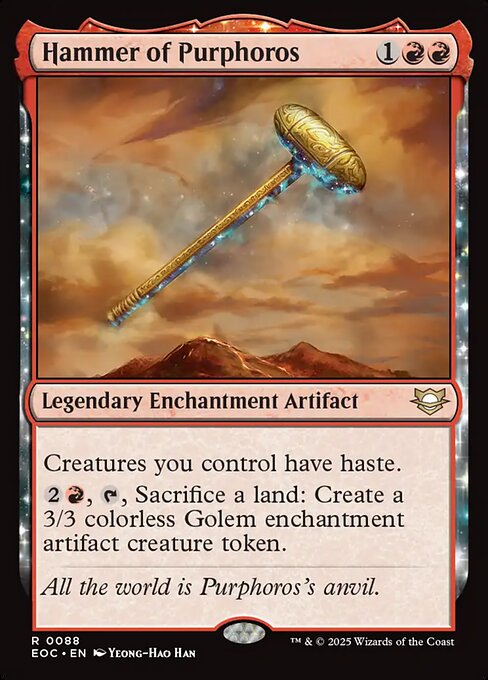 Hammer of Purphoros 1
Legendary Enchantment Artifact
Creatures you control have haste.
2, , Sacrifice a land: Create a
3/3 colorless Golem enchantment
artifact creature token.
All the world is Purphoros's anvil.
R 0088
EOC • EN Yeong-Hao Han
™ & © 2025 Wizards of the Coast